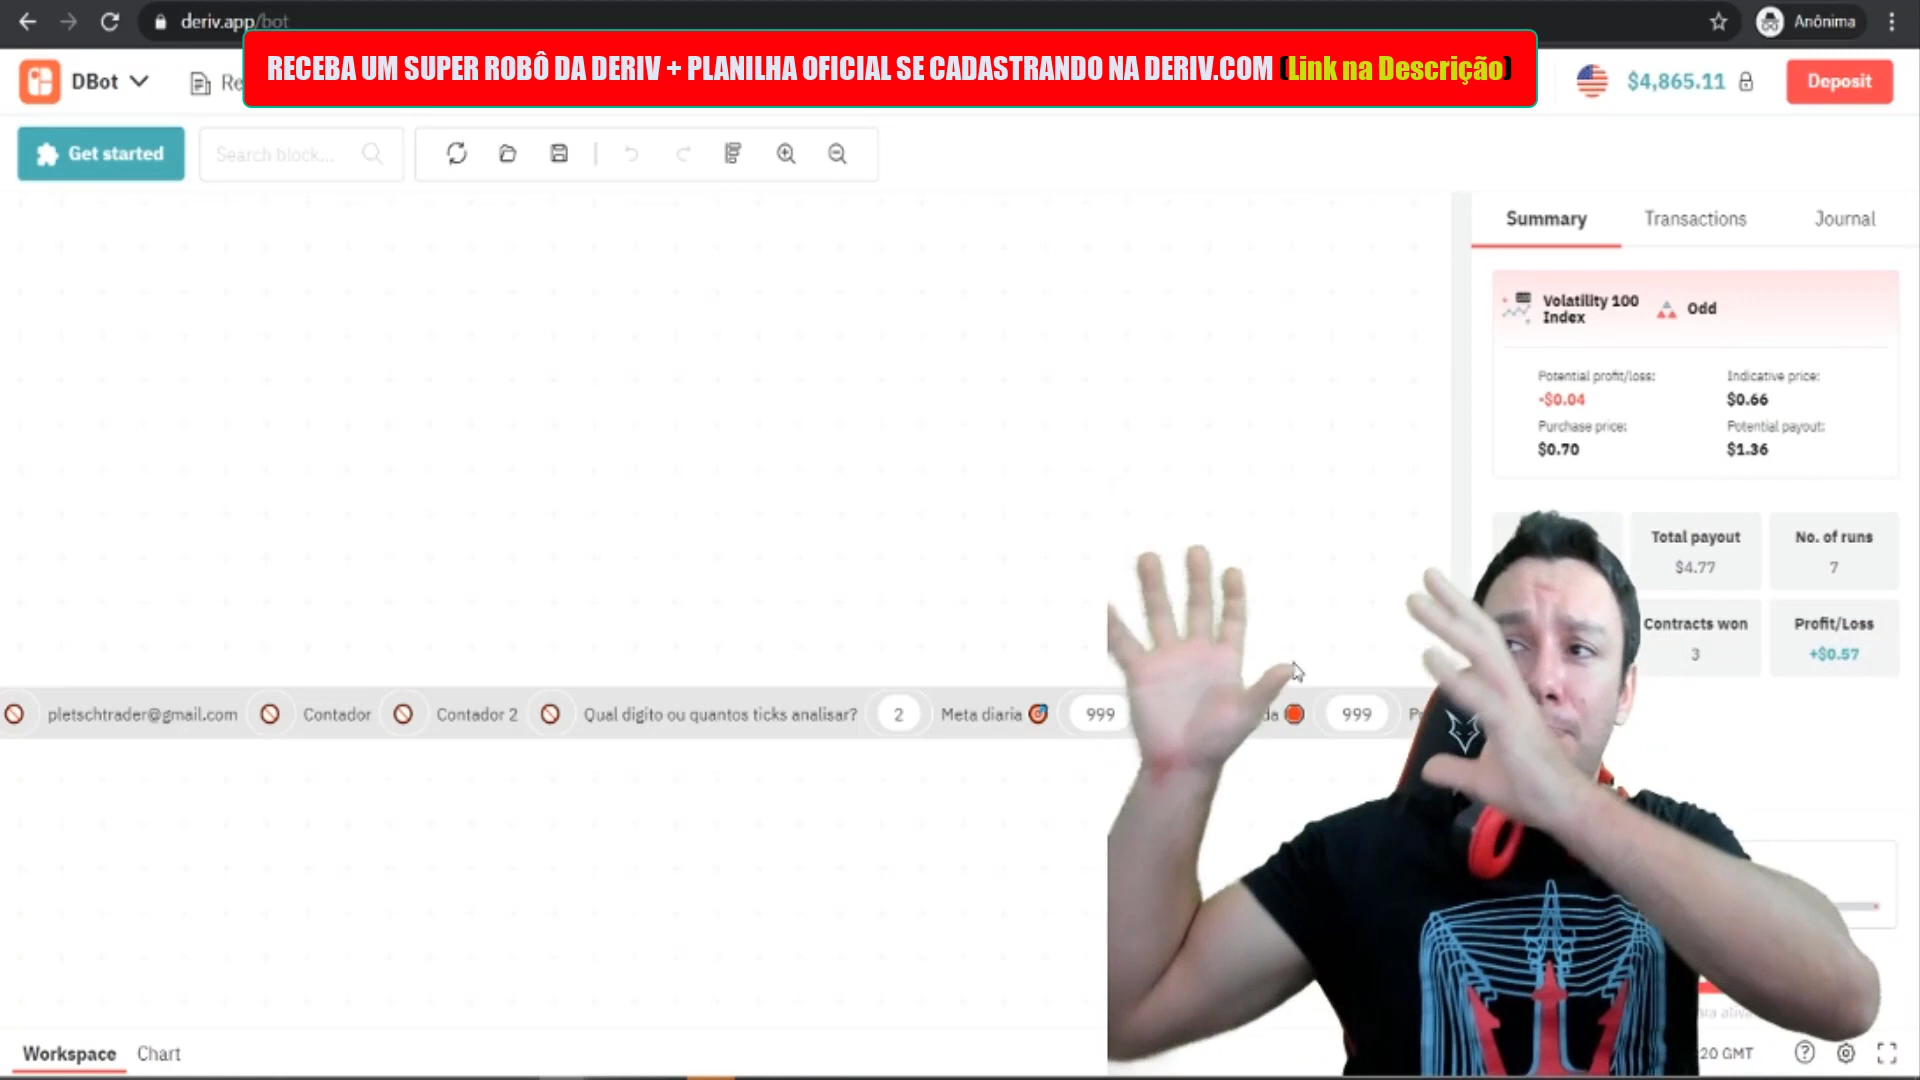 deriv.app/bot
Anônima
RECEBA UM SUPER ROBÔ DA DERIV + PLANILHA OFICIAL SE CADASTRANDO NA DERIV.COM (Link na Descrição)
DBot
Re
$4,865.11
Deposit
Get started
Search block...
Summary
Transactions
Journal
Volatility 100
Index
Odd
Potential profit/loss:
Indicative price:
-$0.04
$0.66
Purchase price:
Potential payout:
$0.70
$1.36
Total payout
No. of runs
$4.77
7
Contracts won
Profit/Loss
3
+$0.57
pletschtrader@gmail.com
Contador
Contador 2
Qual digito ou quantos ticks analisar?
2
Meta diaria
999
da
999
Workspace
Chart
20 GMT